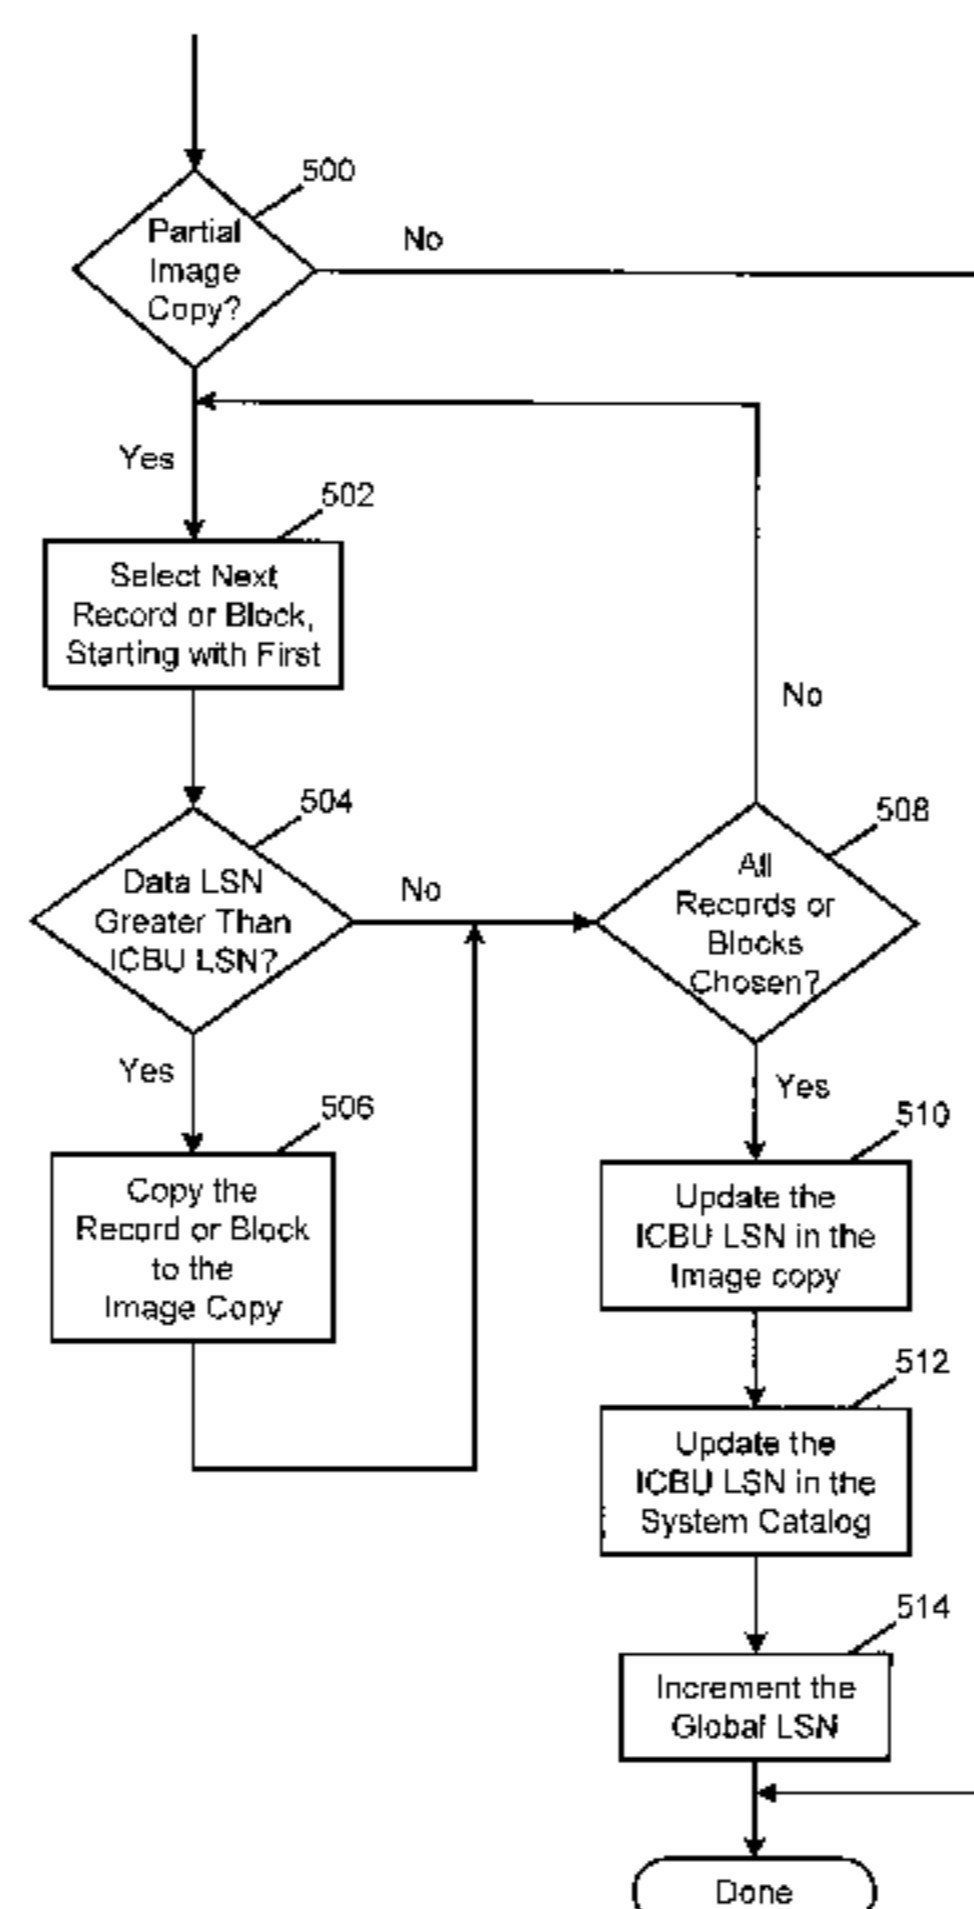 500
Partial
Image
Copy?
No
Yes
502
Select Next
Record or Block,
Starting with First
No
504
Data LSN
Greater Than
ICBU LSN?
No
508
All
Records or
Blocks
Chosen?
Yes
506
Copy the
Record or Block
to the
Image Copy
Yes
510
Update the
ICBU LSN in the
Image copy
512
Update the
ICBU LSN in the
System Catalog
514
Increment the
Global LSN
Done